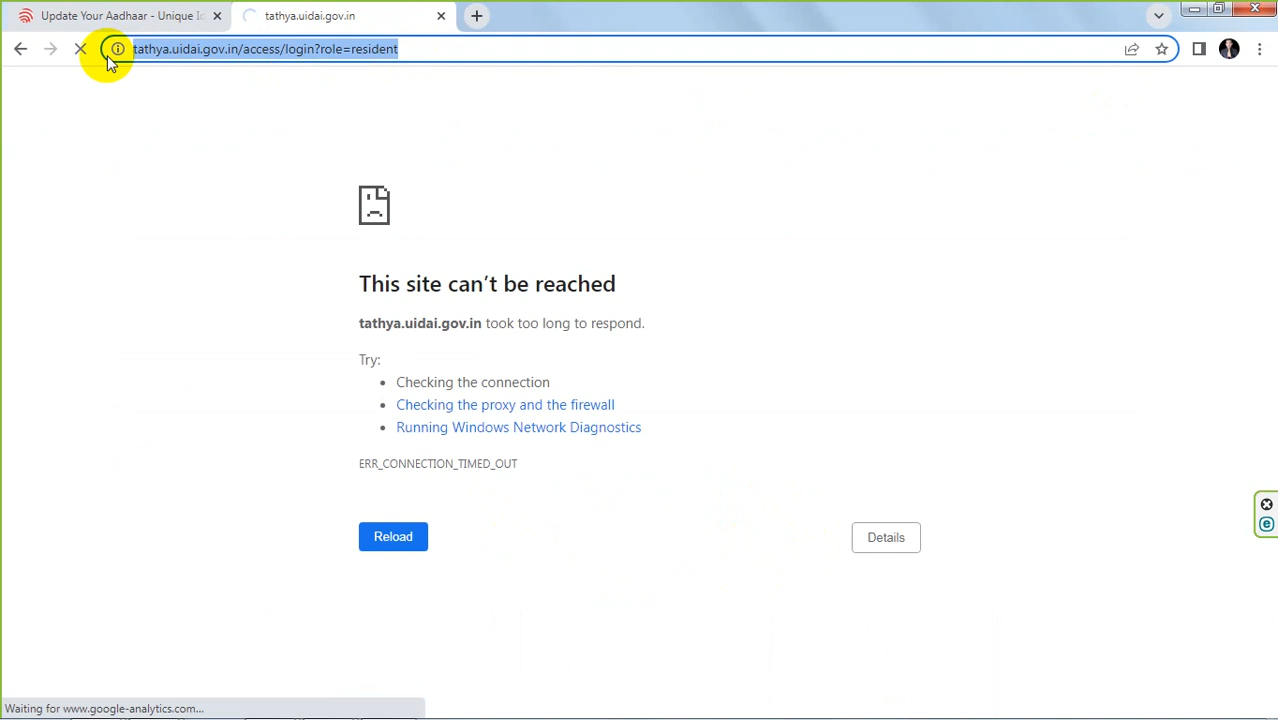 Update Your Aadhaar - Unique Id
tathya.uidai.gov.in
tathya.uidai.gov.in/access/login?role=resident
This site can't be reached
tathya.uidai.gov.in took too long to respond.
Try:
• Checking the connection
• Checking the proxy and the firewall
• Running Windows Network Diagnostics
ERR_CONNECTION_TIMED_OUT
Reload
Details
Waiting for www.google-analytics.com...